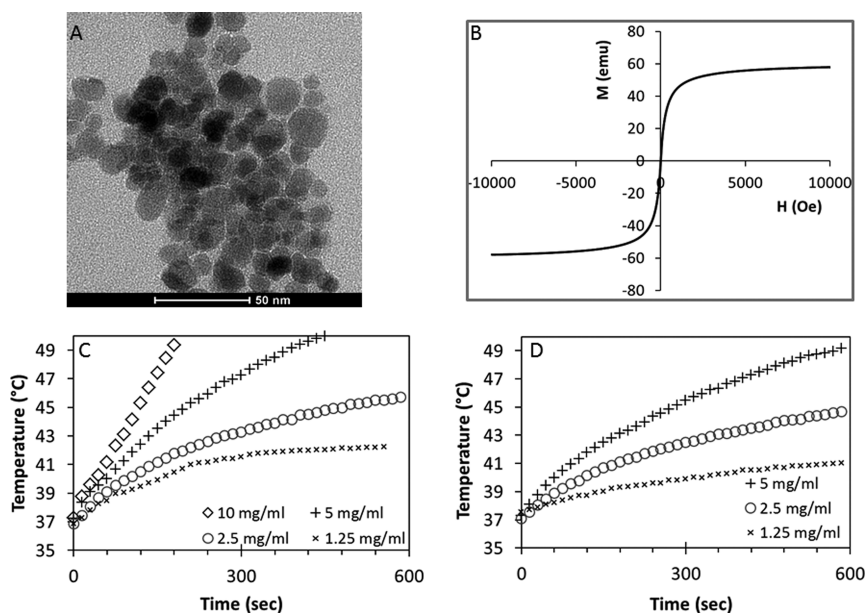 A
50 nm
B
M (emu)
80
60
40
20
0
-20
-40
-60
-80
-10000 -5000 0 5000 10000
H (Oe)
C
Temperature (°C)
49
47
45
43
41
39
37
35
◇ 10 mg/ml + 5 mg/ml
○ 2.5 mg/ml × 1.25 mg/ml
0 300 600
Time (sec)
D
Temperature (°C)
49
47
45
43
41
39
37
35
+ 5 mg/ml
○ 2.5 mg/ml
× 1.25 mg/ml
0 300 600
Time (sec)